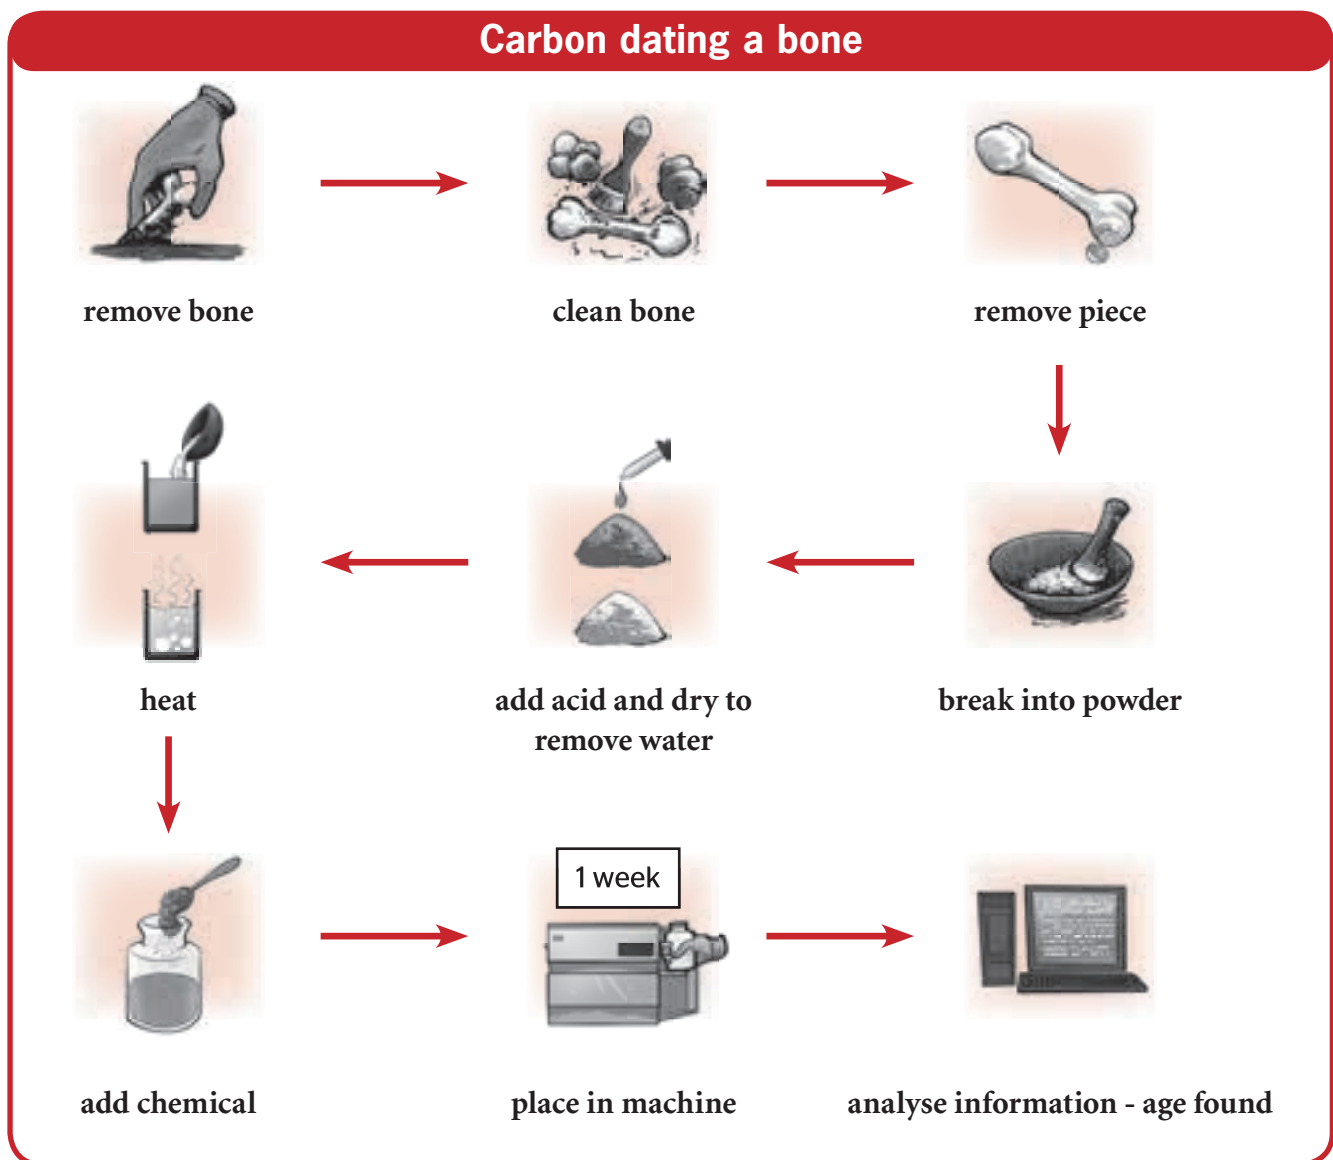 Carbon dating a bone
remove bone
clean bone
remove piece
break into powder
add acid and dry to
remove water
heat
add chemical
1 week
place in machine
analyse information - age found